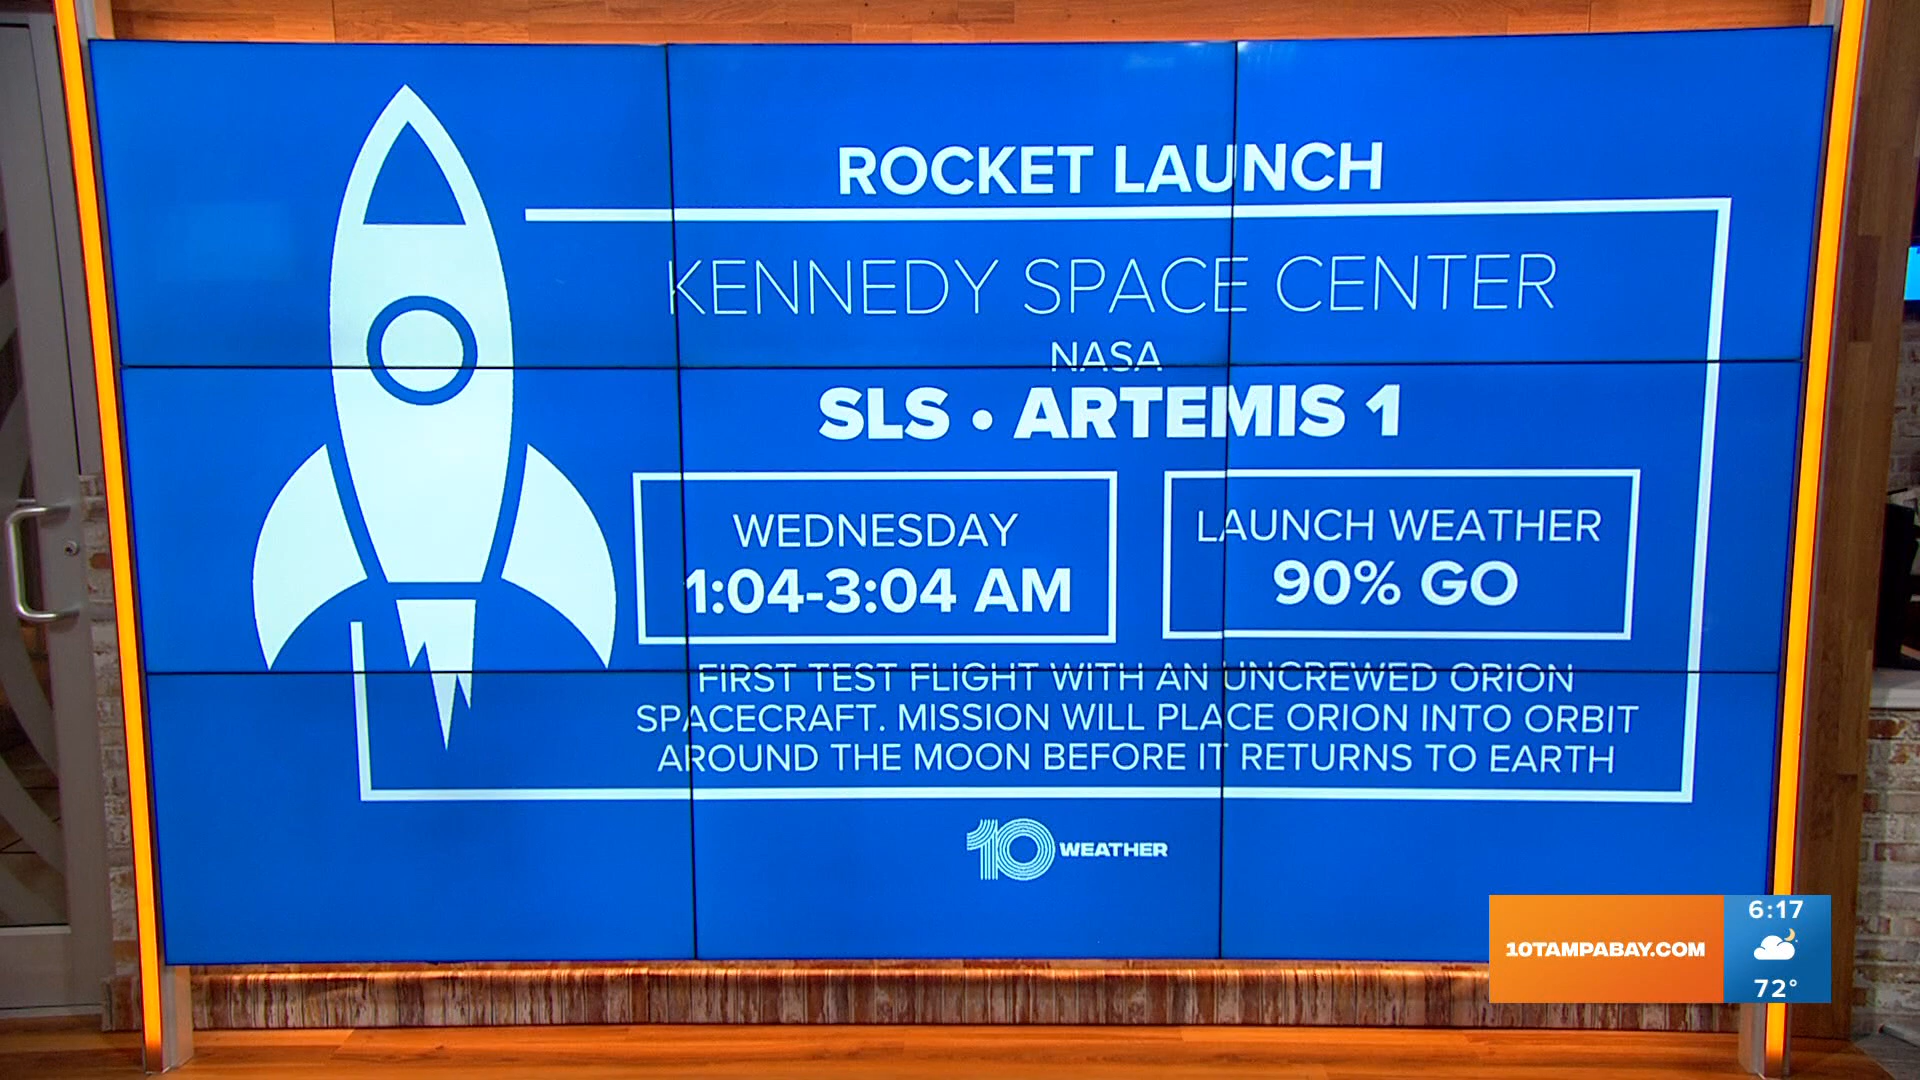 ROCKET LAUNCH
KENNEDY SPACE CENTER
NASA
SLS • ARTEMIS 1
WEDNESDAY
1:04-3:04 AM
LAUNCH WEATHER
90% GO
FIRST TEST FLIGHT WITH AN UNCREWED ORION
SPACECRAFT. MISSION WILL PLACE ORION INTO ORBIT
AROUND THE MOON BEFORE IT RETURNS TO EARTH
10 WEATHER
10TAMPABAY.COM
6:17
72°